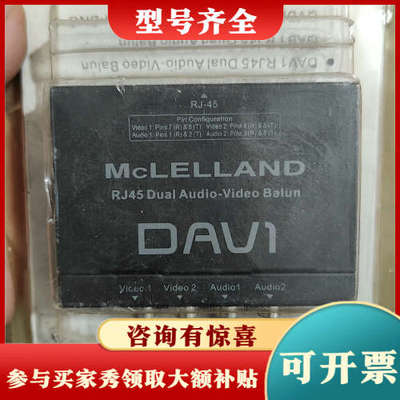 型号齐全
DAV1 RJ45 Dual Audio-Video Balun
RJ-45
Pin Configuration
McLELLAND
RJ45 Dual Audio-Video Balun
DAV1
Video 1 Video 2 Audio1 Audio2
咨询有惊喜
参与买家秀领取大额补贴
可开票